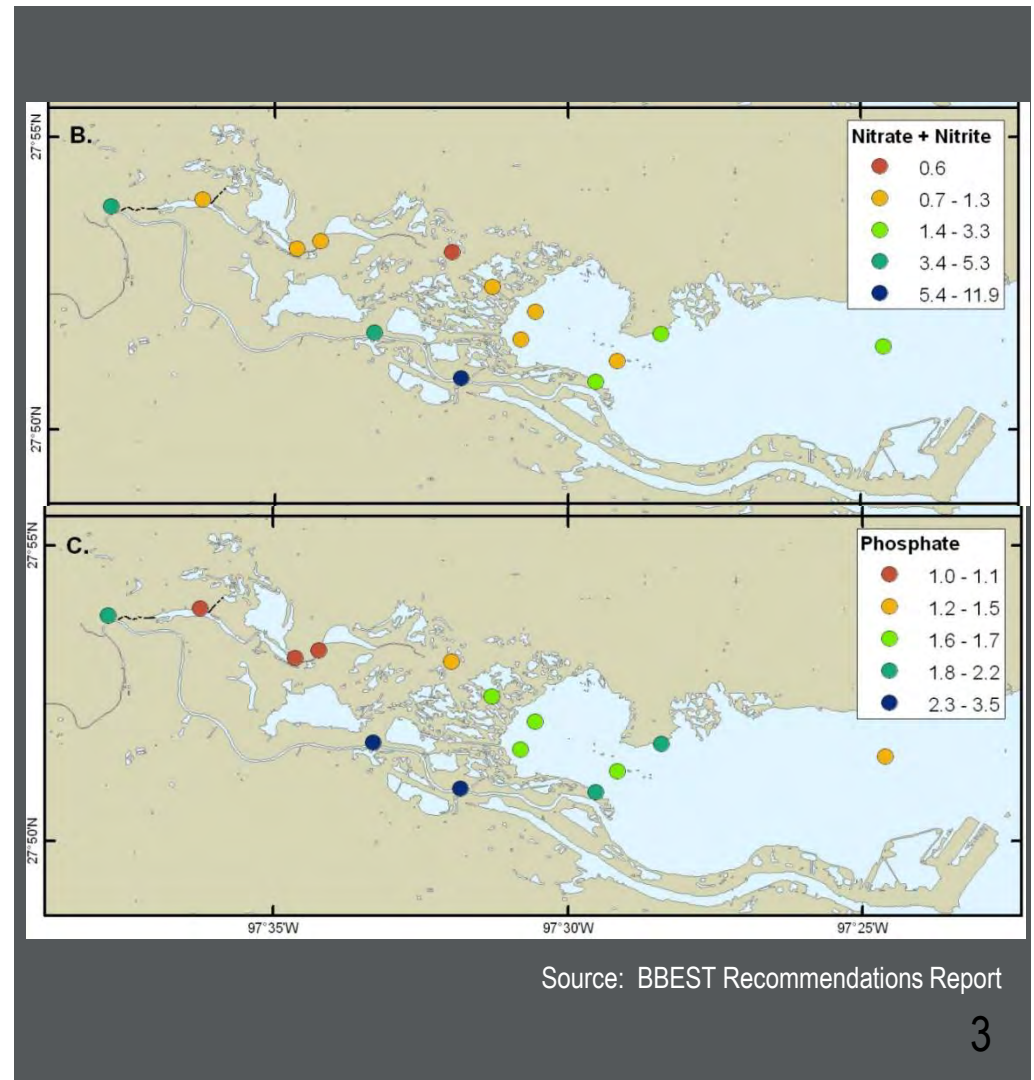 B.
27°55'N
27°50'N
Nitrate + Nitrite
0.6
0.7 - 1.3
1.4 - 3.3
3.4 - 5.3
5.4 - 11.9
C.
27°55'N
27°50'N
Phosphate
1.0 - 1.1
1.2 - 1.5
1.6 - 1.7
1.8 - 2.2
2.3 - 3.5
97°35'W 97°30'W 97°25'W
Source: BBEST Recommendations Report
3